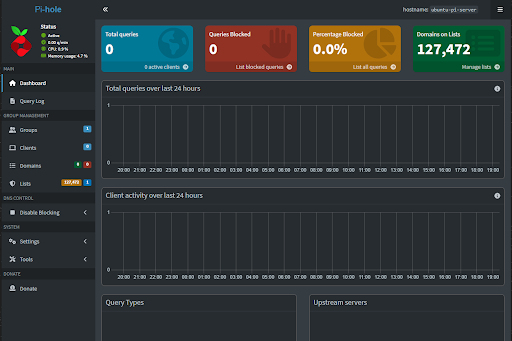 Pi-hole
hostname: ubuntu-pi-server
Status
Active
0.00 q/min
CPU: 0.9 %
Memory usage: 4.7 %
MAIN
Dashboard
Query Log
GROUP MANAGEMENT
Groups 1
Clients 0
Domains 0 0
Lists 127,472 1
DNS CONTROL
Disable Blocking
SYSTEM
Settings
Tools
DONATE
Donate
Total queries
0
0 active clients
Queries Blocked
0
List blocked queries
Percentage Blocked
0.0%
List all queries
Domains on Lists
127,472
Manage lists
Total queries over last 24 hours
1
0
20:00 21:00 22:00 23:00 00:00 01:00 02:00 03:00 04:00 05:00 06:00 07:00 08:00 09:00 10:00 11:00 12:00 13:00 14:00 15:00 16:00 17:00 18:00 19:00
Client activity over last 24 hours
1
0
20:00 21:00 22:00 23:00 00:00 01:00 02:00 03:00 04:00 05:00 06:00 07:00 08:00 09:00 10:00 11:00 12:00 13:00 14:00 15:00 16:00 17:00 18:00 19:00
Query Types
Upstream servers